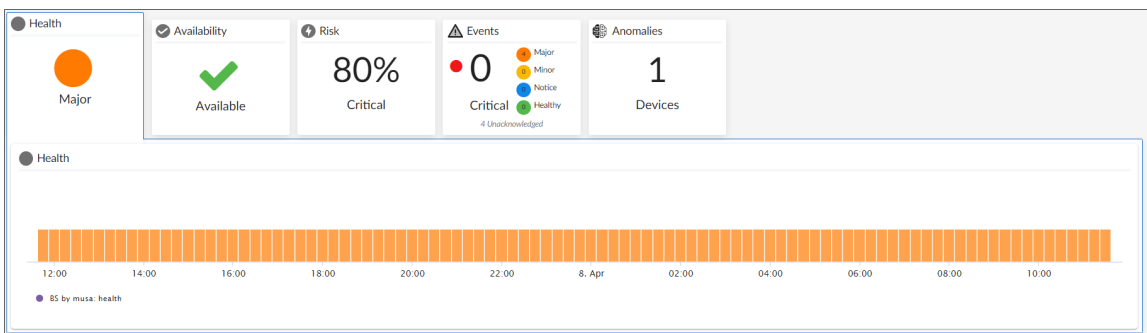 Health
Major
Availability
Available
Risk
80%
Critical
Events
0
Critical
4 Major
0 Minor
0 Notice
0 Healthy
4 Unacknowledged
Anomalies
1
Devices
Health
12:00 14:00 16:00 18:00 20:00 22:00 8. Apr 02:00 04:00 06:00 08:00 10:00
BS by musa: health